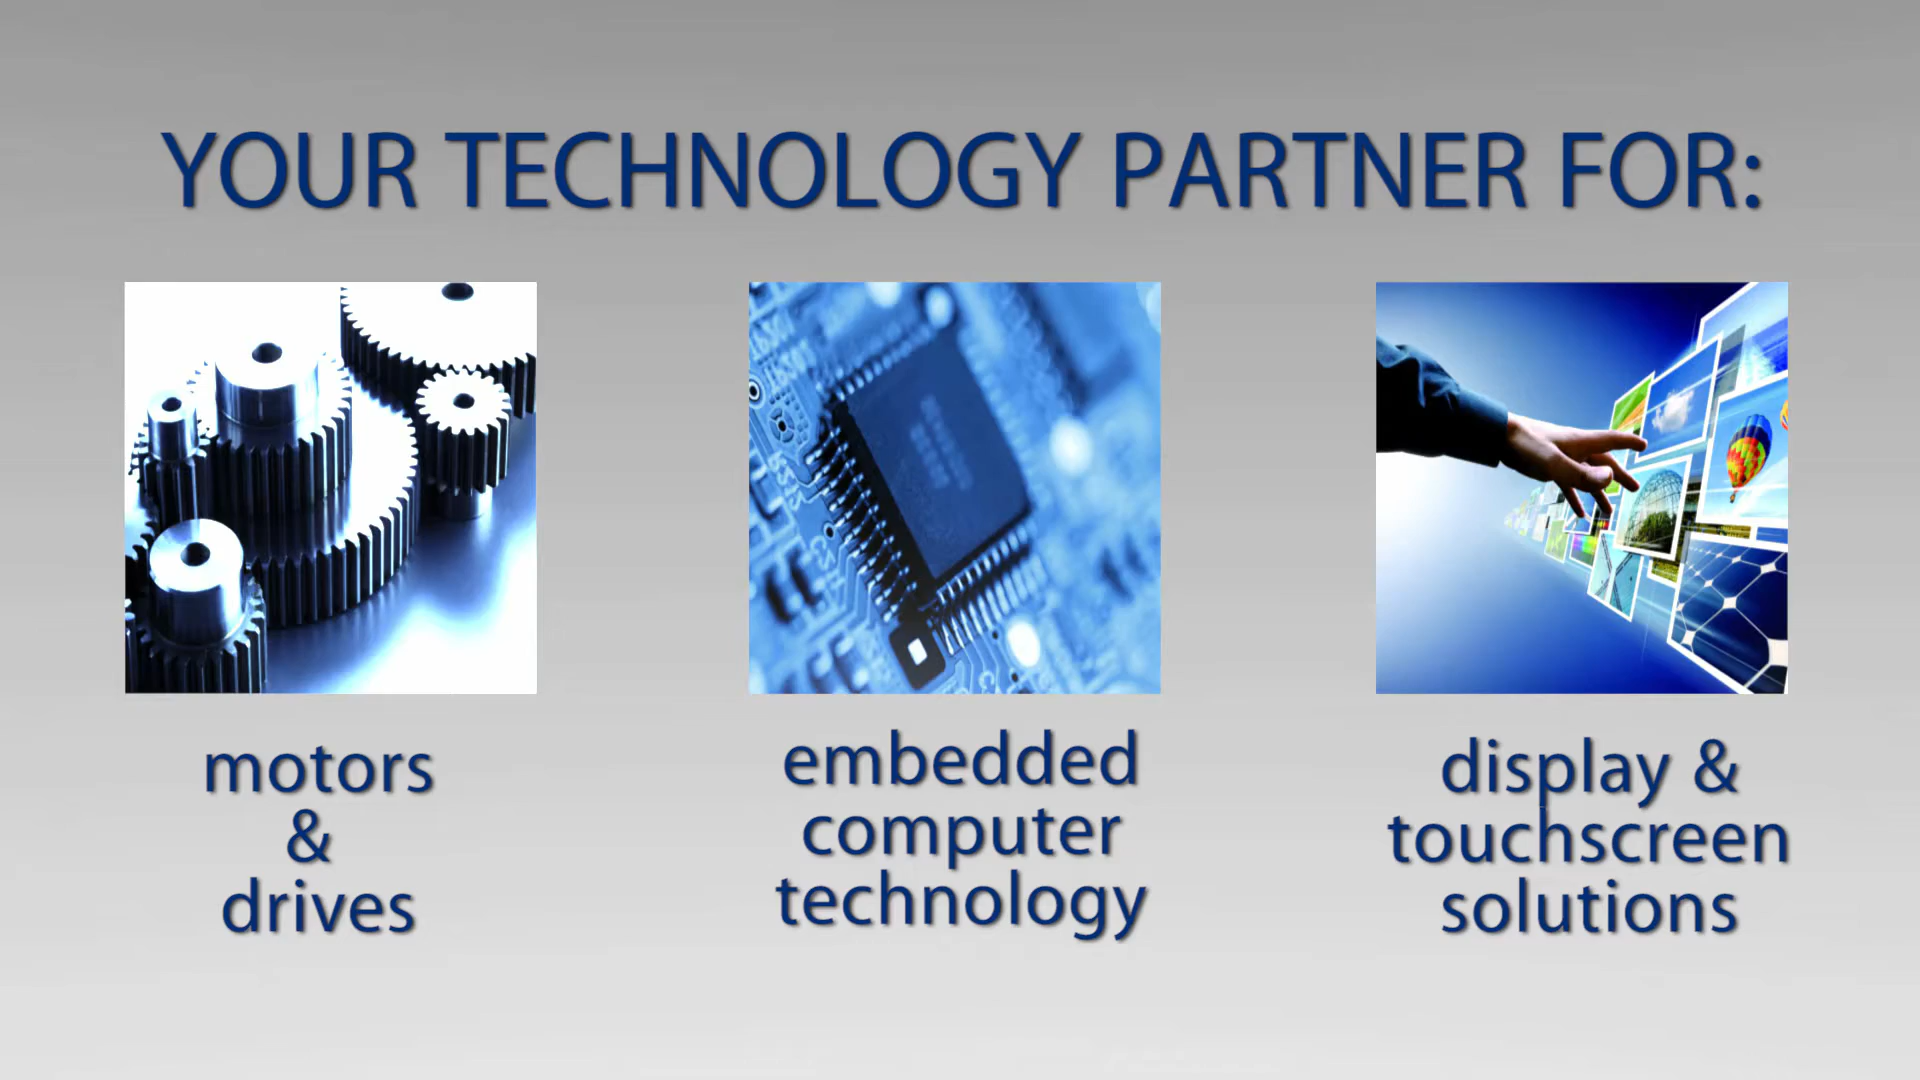 YOUR TECHNOLOGY PARTNER FOR:
motors
&
drives
embedded
computer
technology
display &
touchscreen
solutions